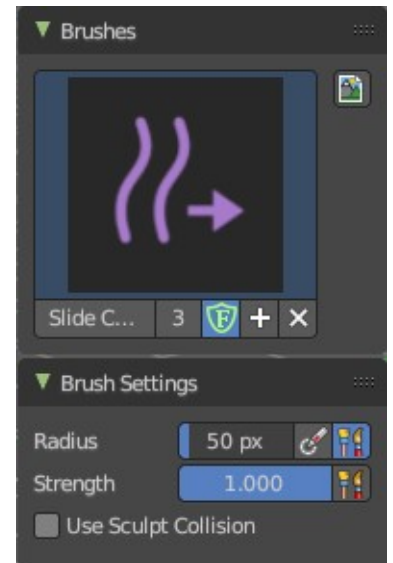 Brushes
Slide C... 3 F
Brush Settings
Radius 50 px
Strength 1.000
Use Sculpt Collision